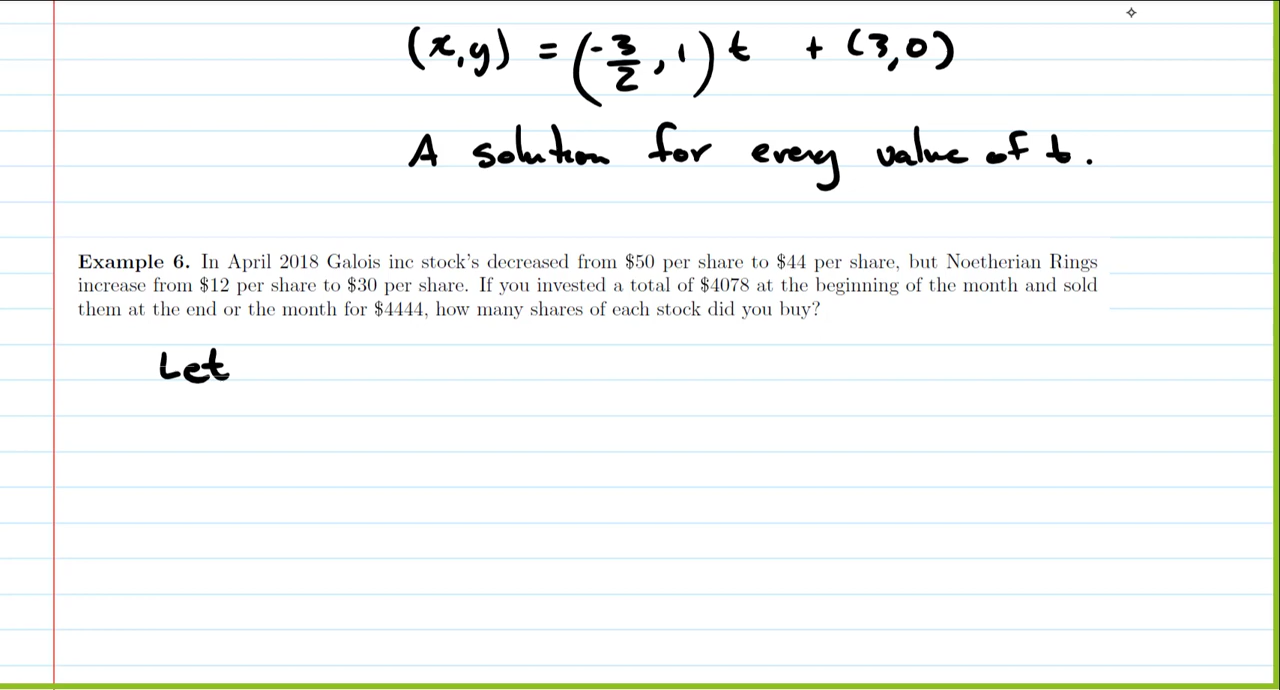 (x,y) = (-3/2, 1) t + (3,0)
A solution for every value of t.
Example 6. In April 2018 Galois inc stock's decreased from $50 per share to $44 per share, but Noetherian Rings
increase from $12 per share to $30 per share. If you invested a total of $4078 at the beginning of the month and sold
them at the end or the month for $4444, how many shares of each stock did you buy?
Let